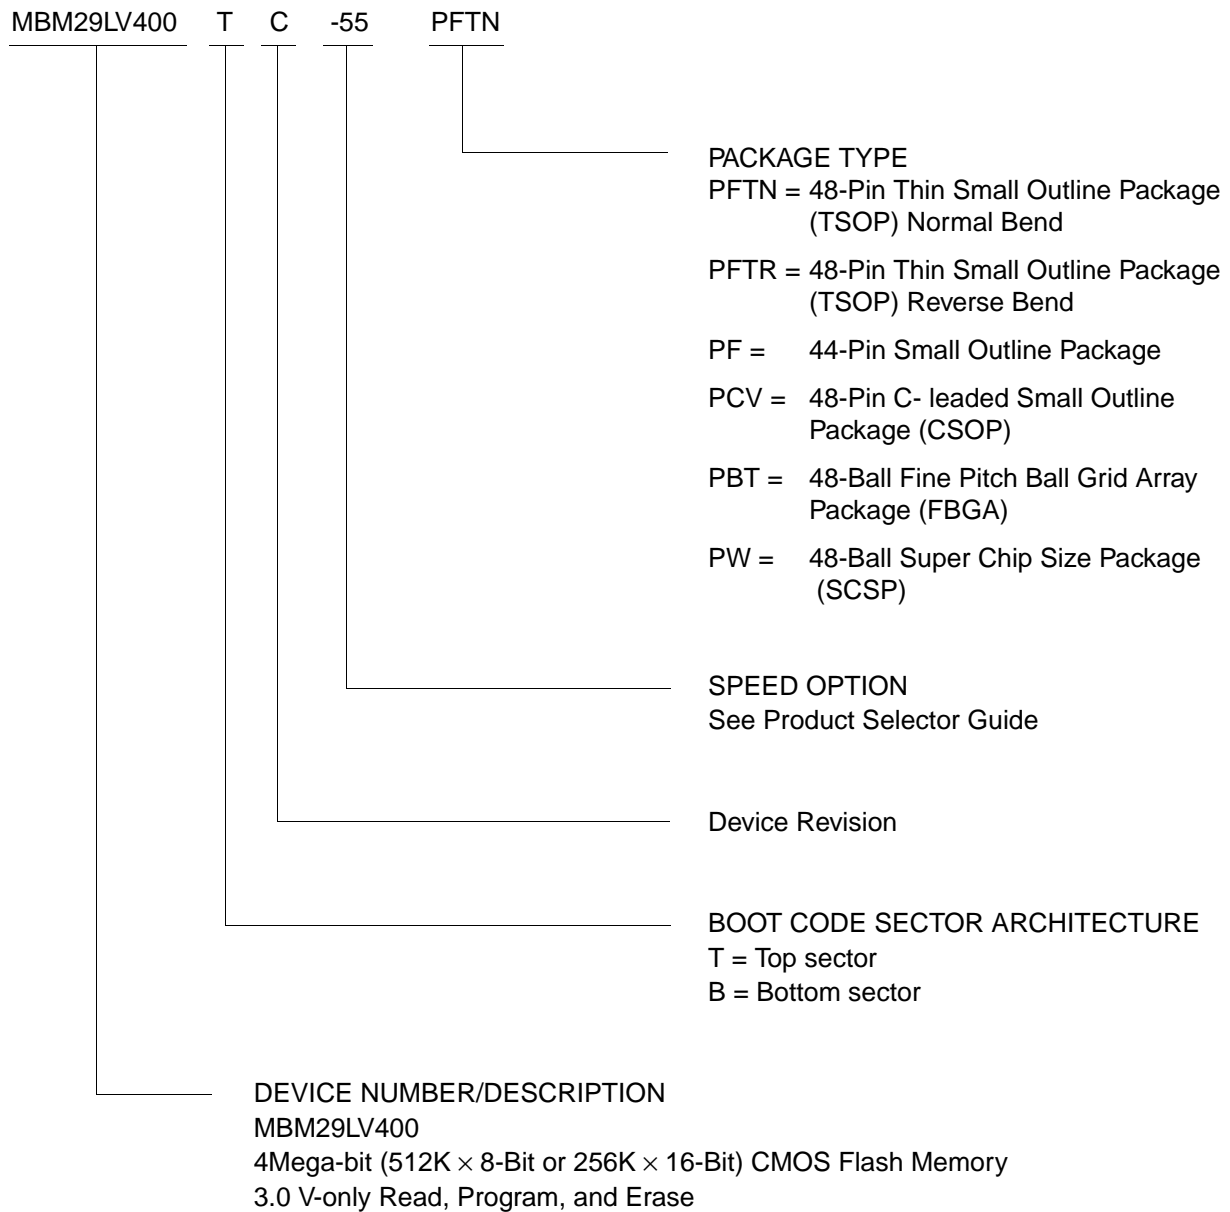 MBM29LV400 T C -55 PFTN
PACKAGE TYPE
PFTN = 48-Pin Thin Small Outline Package
(TSOP) Normal Bend
PFTR = 48-Pin Thin Small Outline Package
(TSOP) Reverse Bend
PF = 44-Pin Small Outline Package
PCV = 48-Pin C- leaded Small Outline
Package (CSOP)
PBT = 48-Ball Fine Pitch Ball Grid Array
Package (FBGA)
PW = 48-Ball Super Chip Size Package
(SCSP)
SPEED OPTION
See Product Selector Guide
Device Revision
BOOT CODE SECTOR ARCHITECTURE
T = Top sector
B = Bottom sector
DEVICE NUMBER/DESCRIPTION
MBM29LV400
4Mega-bit (512K × 8-Bit or 256K × 16-Bit) CMOS Flash Memory
3.0 V-only Read, Program, and Erase